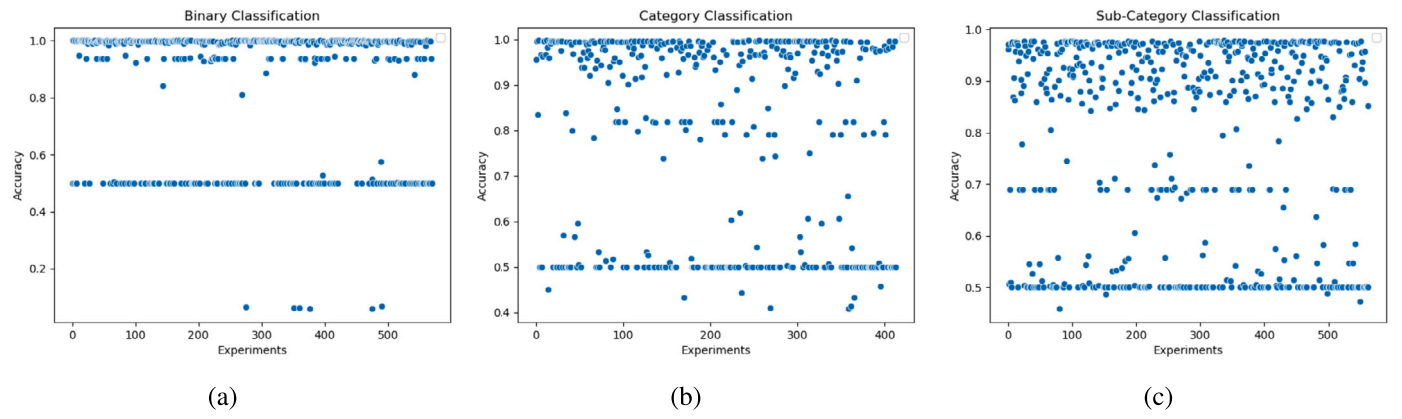 Binary Classification
1.0
0.8
0.6
0.4
0.2
Accuracy
0 100 200 300 400 500
Experiments
(a)
Category Classification
1.0
0.9
0.8
0.7
0.6
0.5
0.4
Accuracy
0 100 200 300 400
Experiments
(b)
Sub-Category Classification
1.0
0.9
0.8
0.7
0.6
0.5
Accuracy
0 100 200 300 400 500
Experiments
(c)